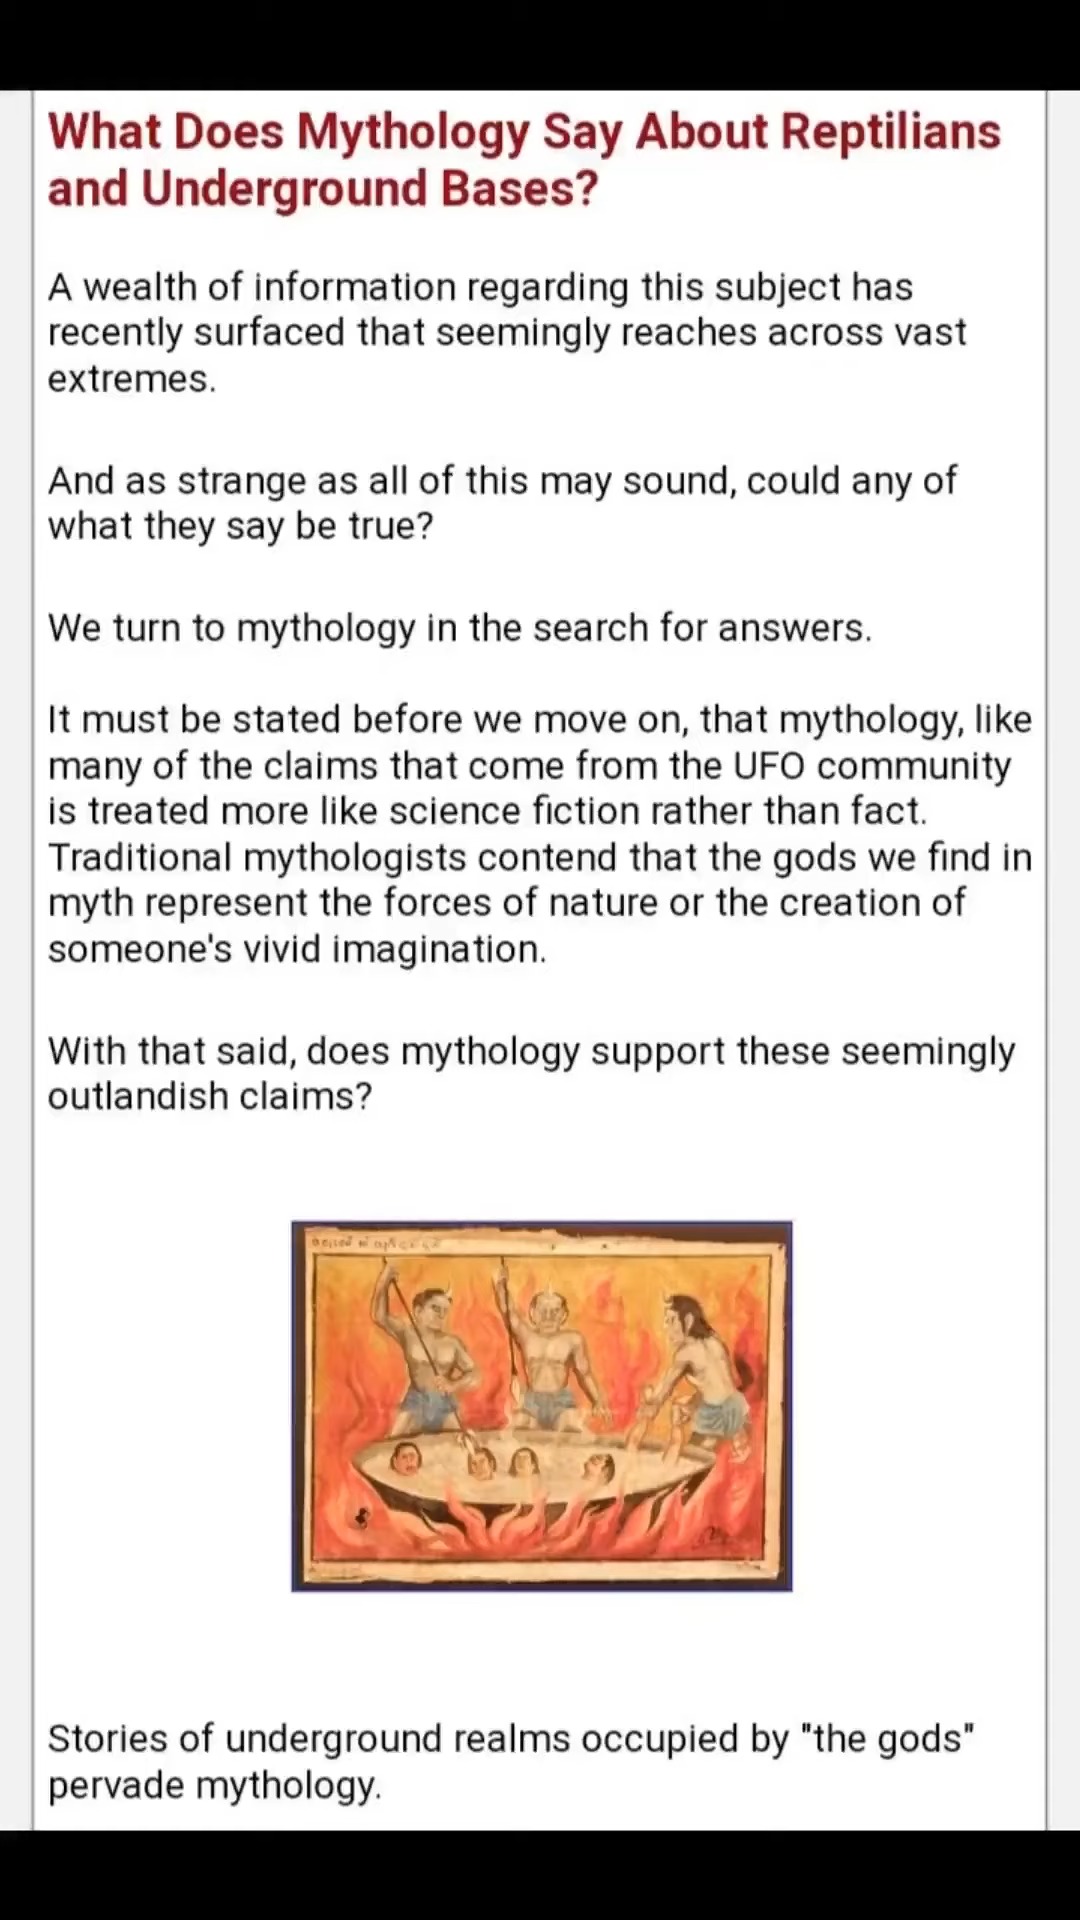 What Does Mythology Say About Reptilians
and Underground Bases?
A wealth of information regarding this subject has
recently surfaced that seemingly reaches across vast
extremes.
And as strange as all of this may sound, could any of
what they say be true?
We turn to mythology in the search for answers.
It must be stated before we move on, that mythology, like
many of the claims that come from the UFO community
is treated more like science fiction rather than fact.
Traditional mythologists contend that the gods we find in
myth represent the forces of nature or the creation of
someone's vivid imagination.
With that said, does mythology support these seemingly
outlandish claims?
Stories of underground realms occupied by "the gods"
pervade mythology.